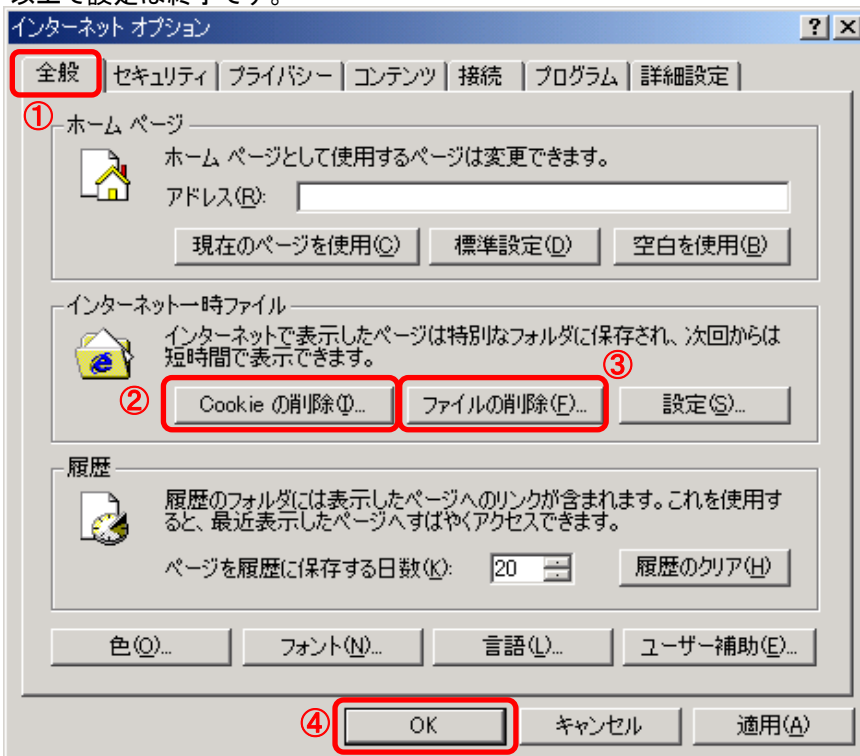 以上で設定は終了です。
インターネット オプション
全般 セキュリティ プライバシー コンテンツ 接続 プログラム 詳細設定
①
ホーム ページ
ホーム ページとして使用するページは変更できます。
アドレス(R):
現在のページを使用(C) 標準設定(D) 空白を使用(B)
インターネット一時ファイル
インターネットで表示したページは特別なフォルダに保存され、次回からは
短時間で表示できます。
③
② Cookie の削除(I)... ファイルの削除(F)... 設定(S)...
履歴
履歴のフォルダには表示したページへのリンクが含まれます。これを使用す
ると、最近表示したページへすばやくアクセスできます。
ページを履歴に保存する日数(K): 20 履歴のクリア(H)
色(O)... フォント(N)... 言語(L)... ユーザー補助(E)...
④ OK キャンセル 適用(A)